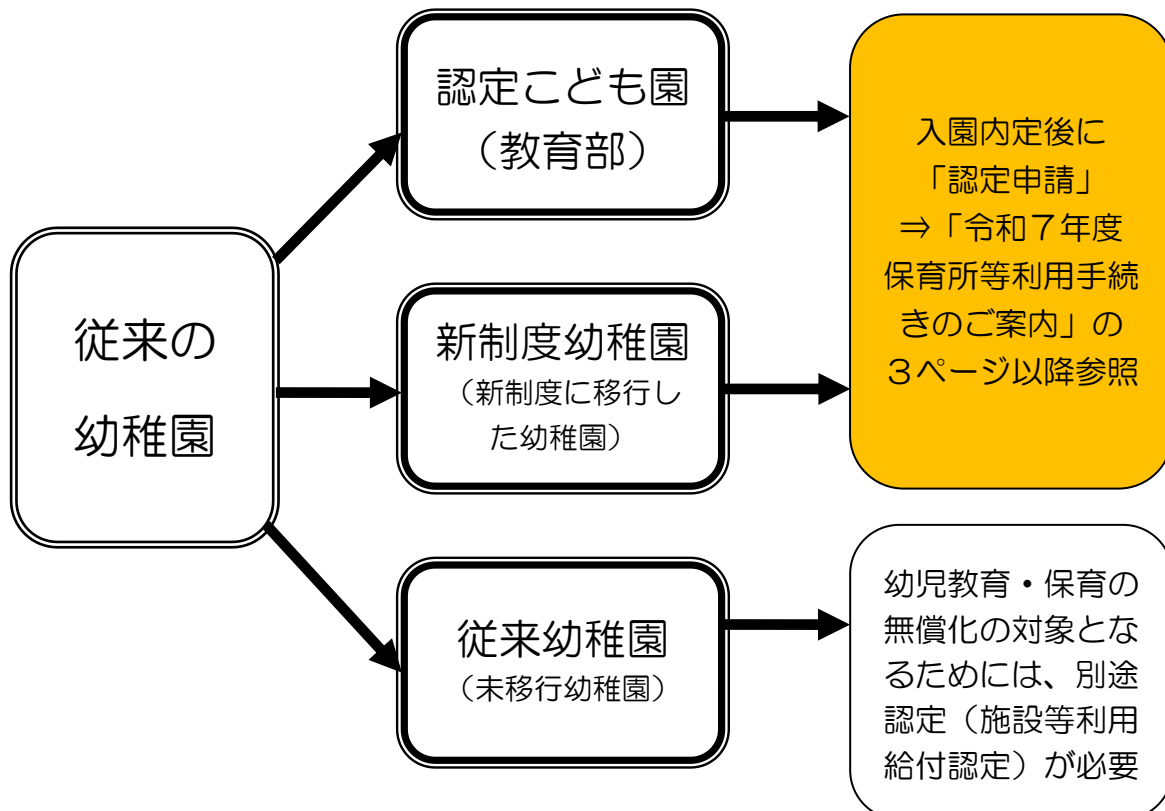 従来の
幼稚園
認定こども園
（教育部）
新制度幼稚園
（新制度に移行し
た幼稚園）
従来幼稚園
（未移行幼稚園）
入園内定後に
「認定申請」
⇒「令和７年度
保育所等利用手続
きのご案内」の
３ページ以降参照
幼児教育・保育の
無償化の対象とな
るためには、別途
認定（施設等利用
給付認定）が必要